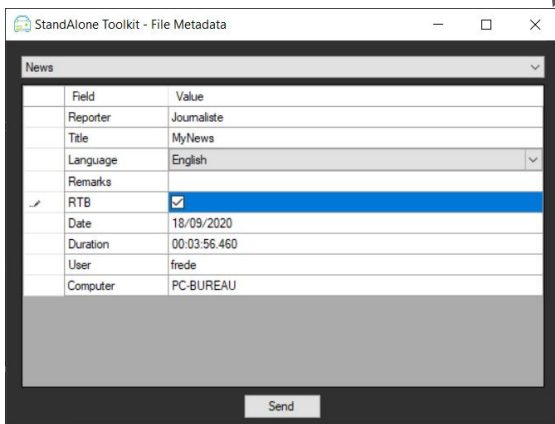 StandAlone Toolkit - File Metadata
News
Field Value
Reporter Journaliste
Title MyNews
Language English
Remarks
RTB
Date 18/09/2020
Duration 00:03:56.460
User frede
Computer PC-BUREAU
Send